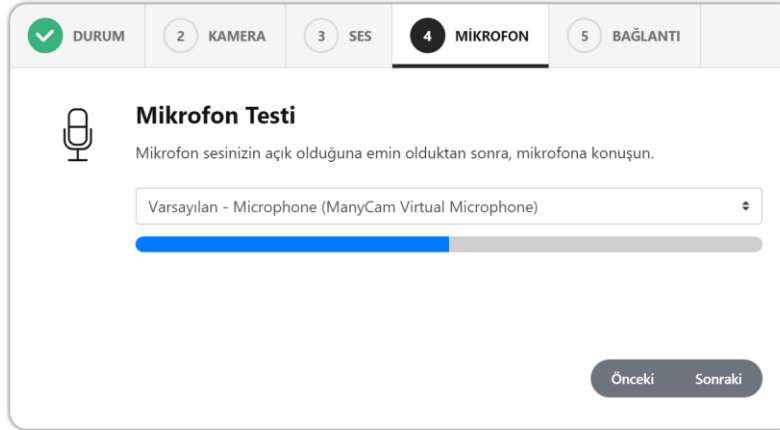 DURUM
2 KAMERA
3 SES
4 MİKROFON
5 BAĞLANTI
Mikrofon Testi
Mikrofon sesinizin açık olduğuna emin olduktan sonra, mikrofona konuşun.
Varsayılan - Microphone (ManyCam Virtual Microphone)
Önceki
Sonraki